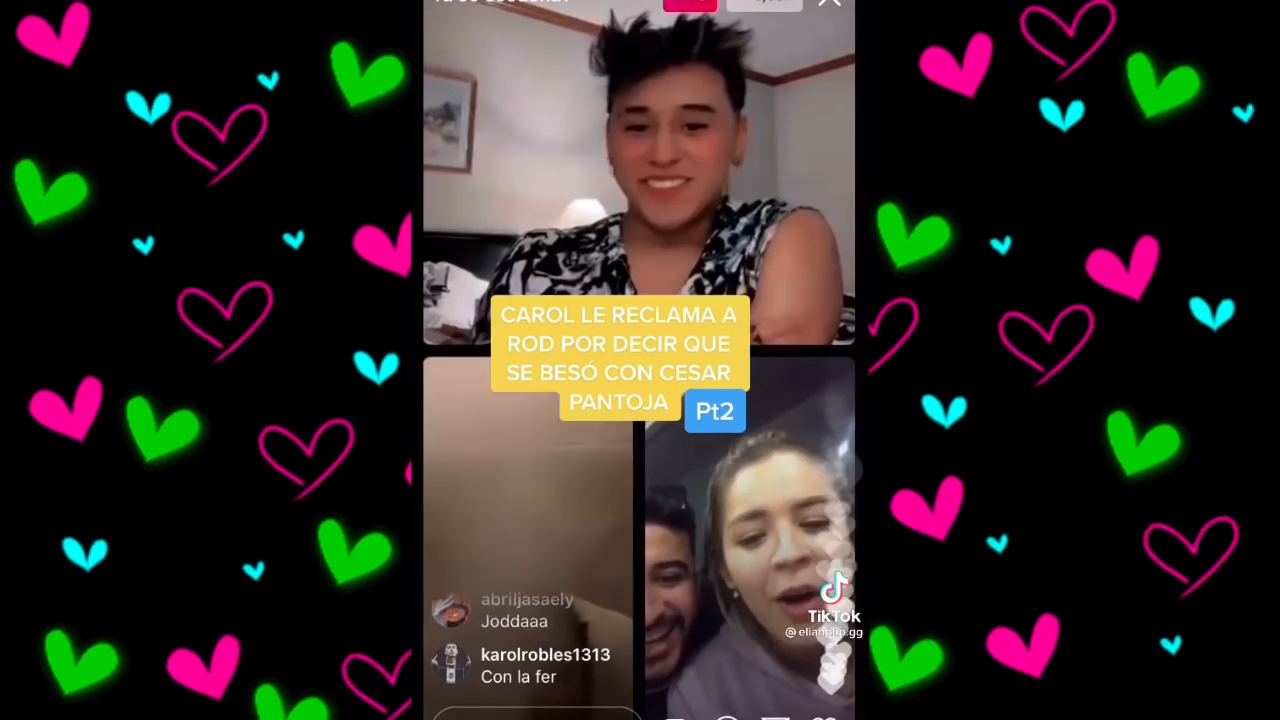 CAROL LE RECLAMA A
ROD POR DECIR QUE
SE BESÓ CON CESAR
PANTOJA Pt2
abriljasaely
Joddaaa
karolrobles1313
Con la fer
TikTok